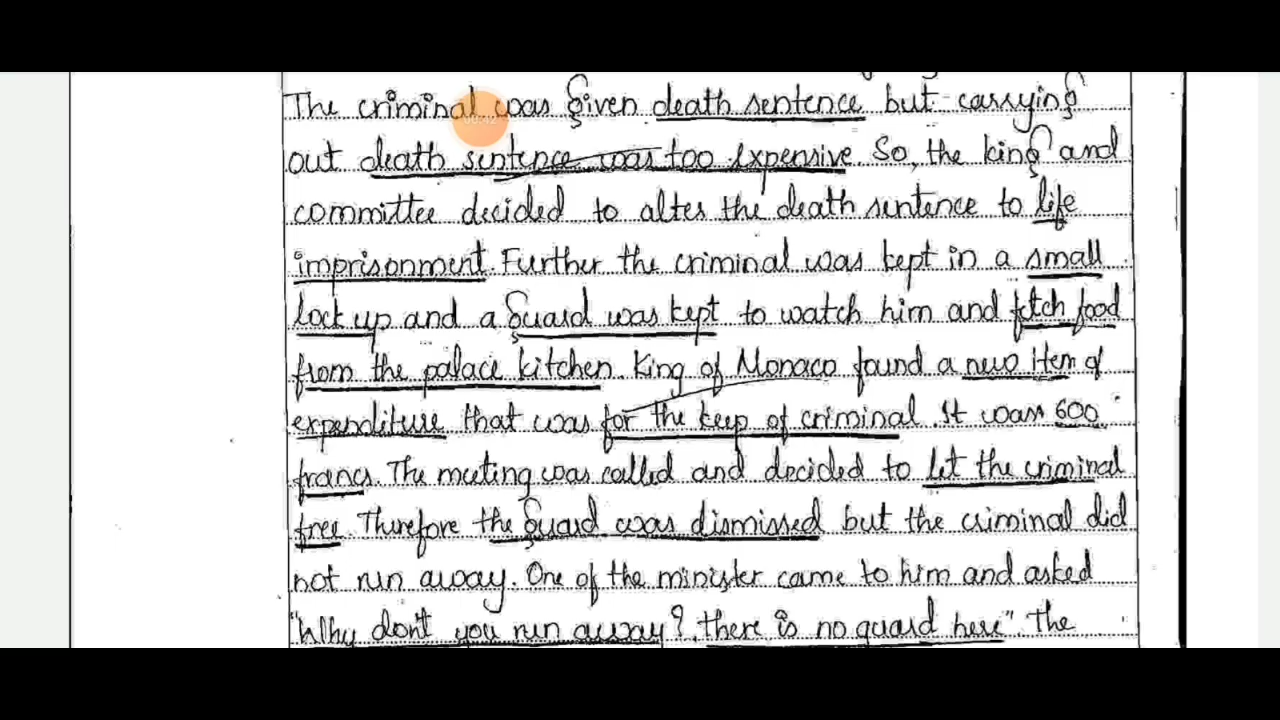 The criminal was given death sentence but carrying
out death sentence was too expensive. So, the king and
committee decided to alter the death sentence to life
imprisonment. Further the criminal was kept in a small
lock up and a guard was kept to watch him and fetch food
from the palace kitchen. King of Monaco found a new item of
expenditure that was for the keep of criminal. It wass 600
francs. The meeting was called and decided to let the criminal
free. Therefore the guard was dismissed but the criminal did
not run away. One of the minister came to him and asked
"Why don't you run away? there is no guard here". The